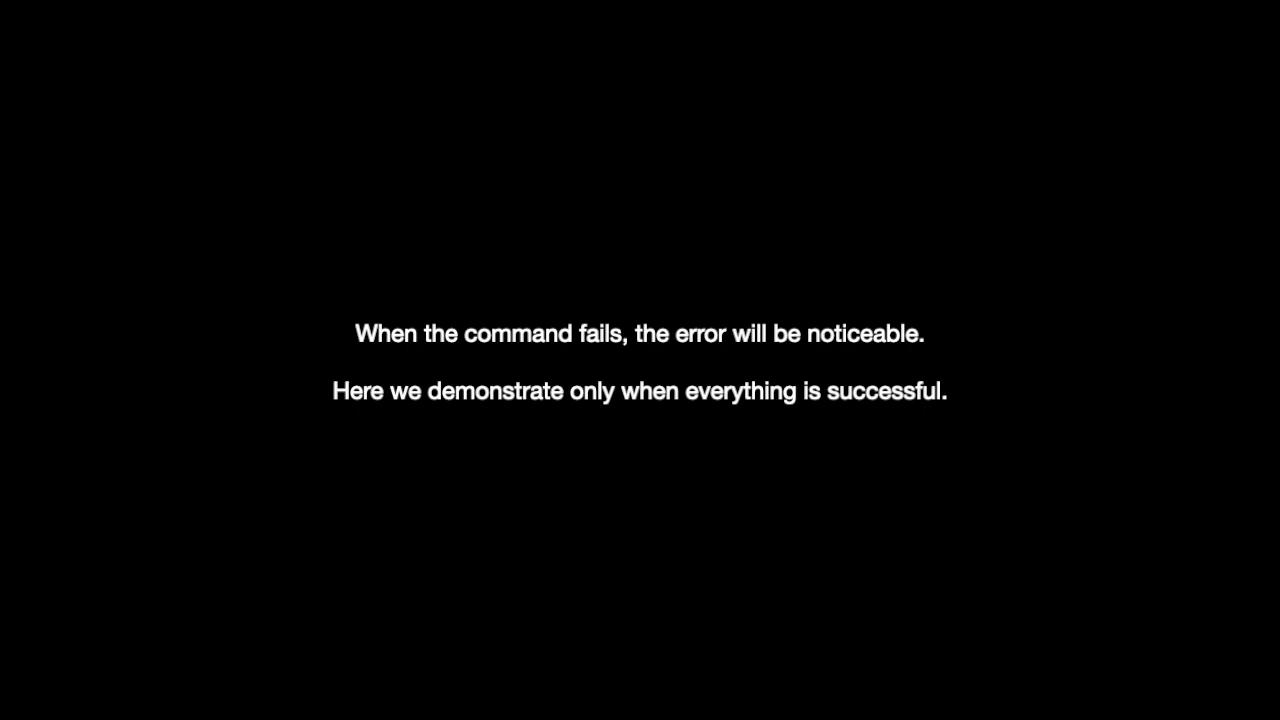 When the command fails, the error will be noticeable.
Here we demonstrate only when everything is successful.